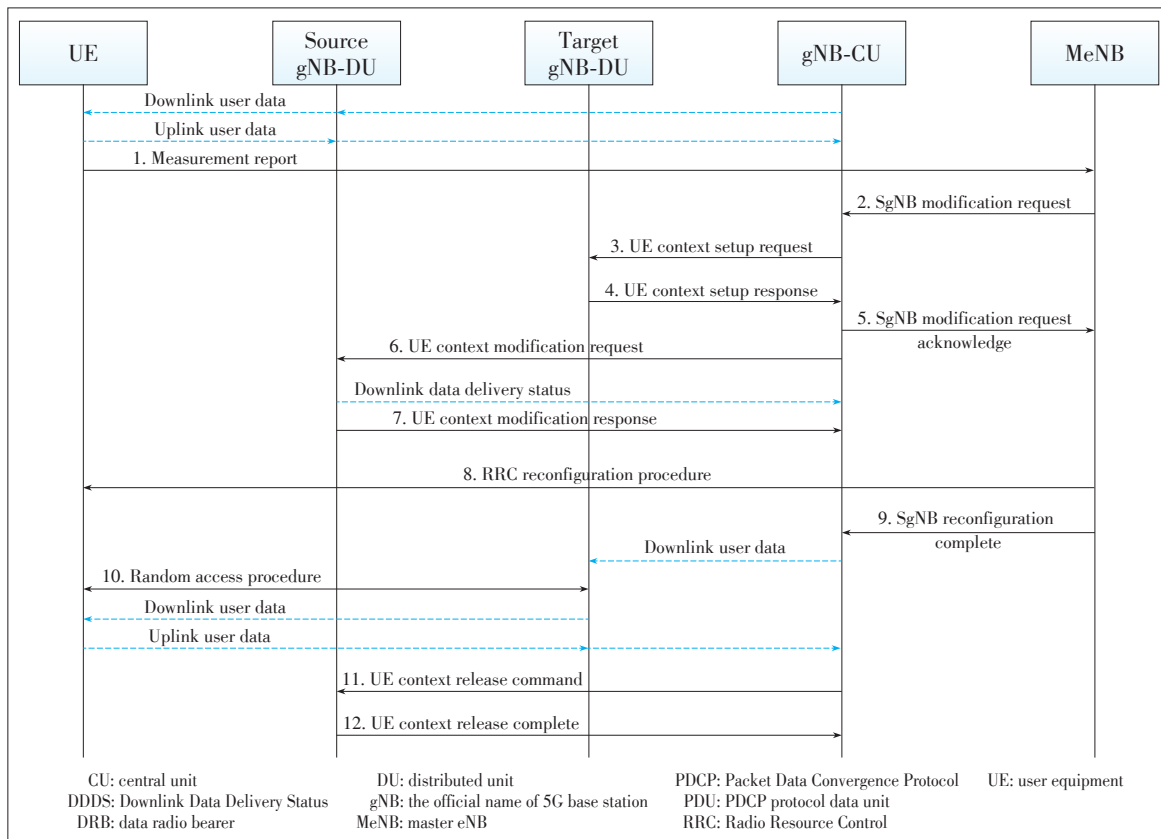 UE
Source
gNB-DU
Target
gNB-DU
gNB-CU
MeNB
Downlink user data
Uplink user data
1. Measurement report
2. SgNB modification request
3. UE context setup request
4. UE context setup response
5. SgNB modification request
acknowledge
6. UE context modification request
Downlink data delivery status
7. UE context modification response
8. RRC reconfiguration procedure
9. SgNB reconfiguration
complete
Downlink user data
10. Random access procedure
Downlink user data
Uplink user data
11. UE context release command
12. UE context release complete
CU: central unit
DDDS: Downlink Data Delivery Status
DRB: data radio bearer
DU: distributed unit
gNB: the official name of 5G base station
MeNB: master eNB
PDCP: Packet Data Convergence Protocol
PDU: PDCP protocol data unit
RRC: Radio Resource Control
UE: user equipment